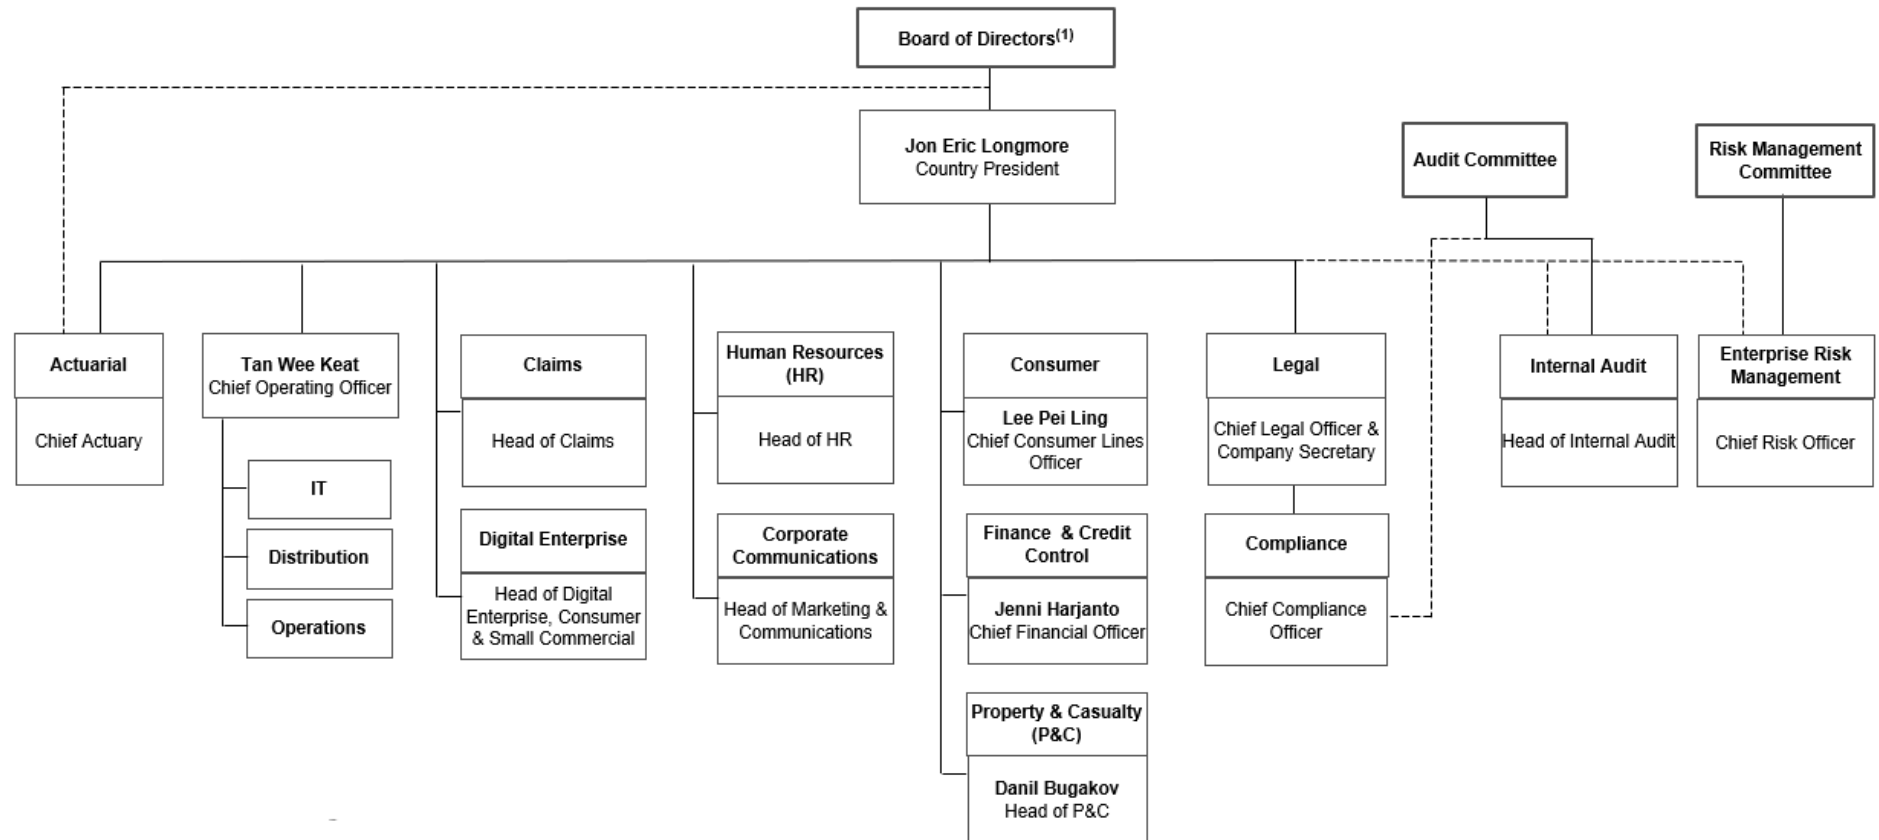 Board of Directors(1)
Jon Eric Longmore
Country President
Audit Committee
Risk Management
Committee
Actuarial
Chief Actuary
Tan Wee Keat
Chief Operating Officer
IT
Distribution
Operations
Claims
Head of Claims
Digital Enterprise
Head of Digital
Enterprise, Consumer
& Small Commercial
Human Resources
(HR)
Head of HR
Corporate
Communications
Head of Marketing &
Communications
Consumer
Lee Pei Ling
Chief Consumer Lines
Officer
Finance & Credit
Control
Jenni Harjanto
Chief Financial Officer
Property & Casualty
(P&C)
Danil Bugakov
Head of P&C
Legal
Chief Legal Officer &
Company Secretary
Compliance
Chief Compliance
Officer
Internal Audit
Head of Internal Audit
Enterprise Risk
Management
Chief Risk Officer